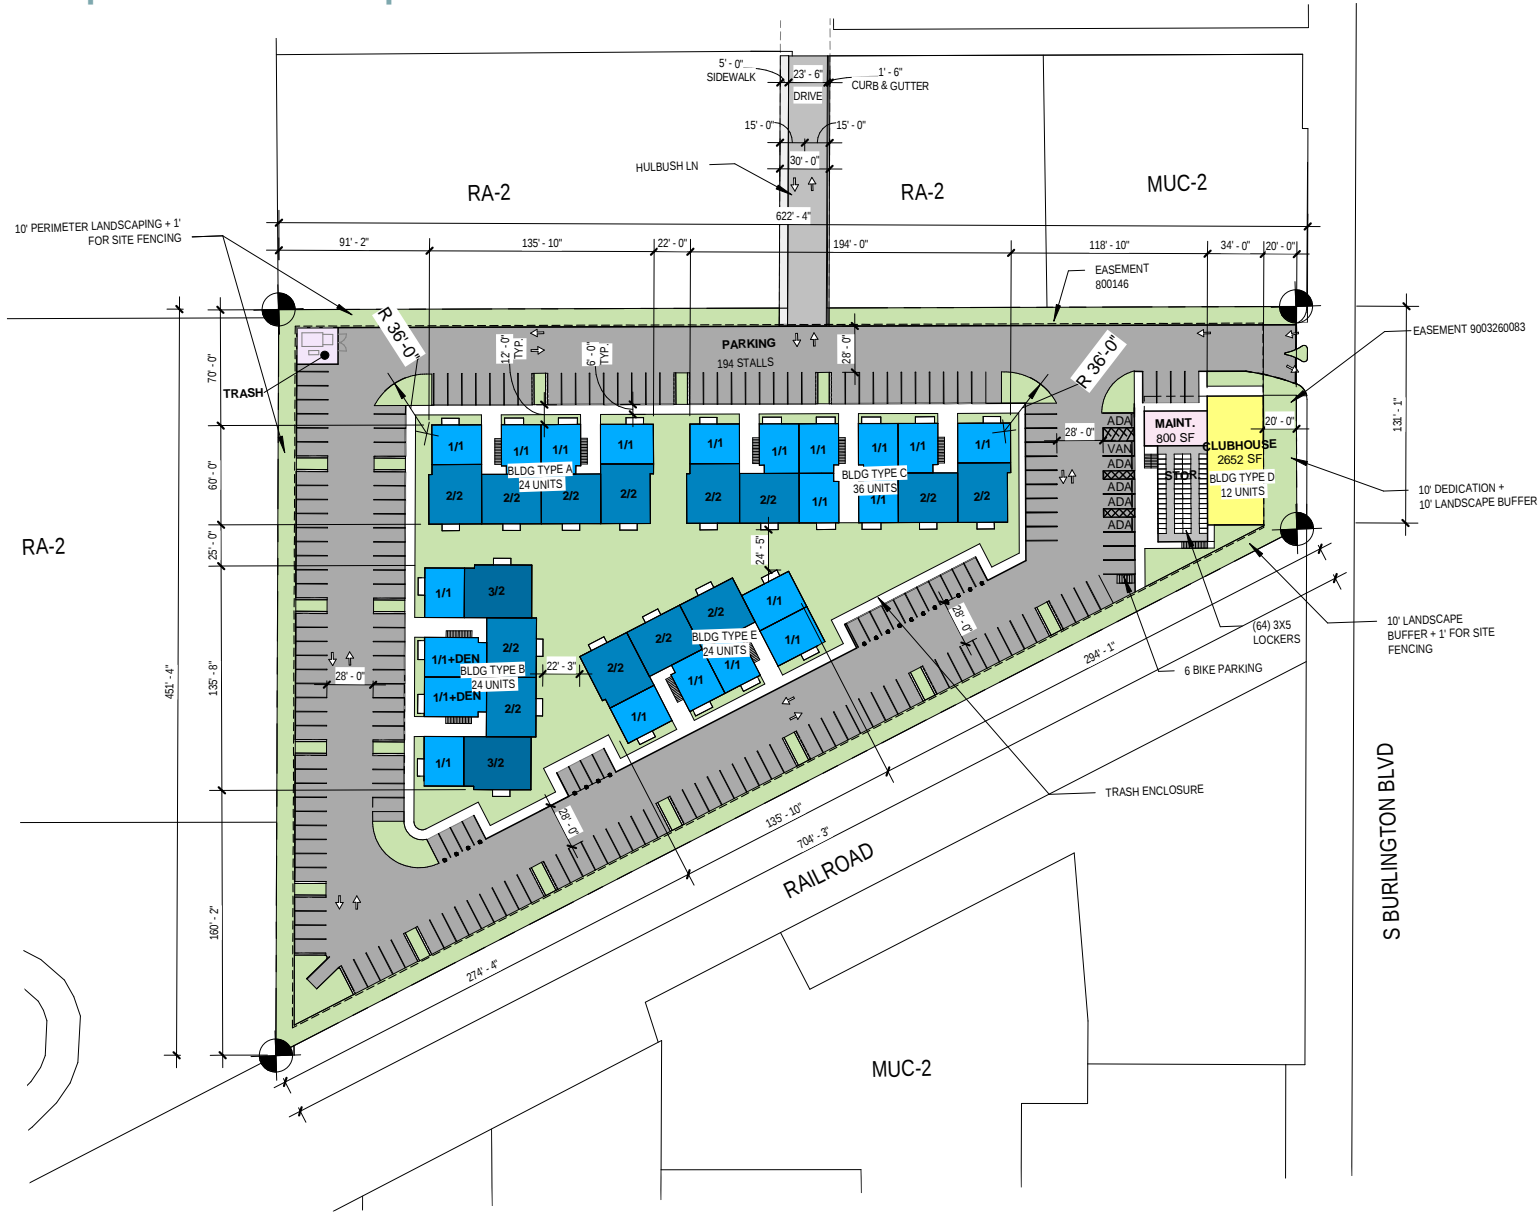 5' - 0"
SIDEWALK
23' - 6"
DRIVE
1' - 6"
CURB & GUTTER
15' - 0"
15' - 0"
30' - 0"
HULBUSH LN
RA-2
RA-2
MUC-2
622' - 4"
10' PERIMETER LANDSCAPING + 1'
FOR SITE FENCING
91' - 2"
135' - 10"
22' - 0"
194' - 0"
118' - 10"
34' - 0"
20' - 0"
EASEMENT
800146
EASEMENT 9003260083
R 36'-0"
12' - 0"
TYP.
6' - 0"
TYP.
PARKING
194 STALLS
28' - 0"
R 36'-0"
TRASH
70' - 0"
60' - 0"
25' - 0"
135' - 8"
160' - 2"
451' - 4"
131' - 1"
1/1
1/1
1/1
1/1
BLDG TYPE A
24 UNITS
2/2
2/2
2/2
2/2
1/1
1/1
1/1
1/1
1/1
1/1
BLDG TYPE C
36 UNITS
2/2
2/2
1/1
1/1
2/2
2/2
28' - 0"
ADA
VAN
ADA
ADA
ADA
ADA
MAINT.
800 SF
CLUBHOUSE
2652 SF
STOR.
BLDG TYPE D
12 UNITS
20' - 0"
10' DEDICATION +
10' LANDSCAPE BUFFER
RA-2
24' - 5"
1/1
3/2
2/2
1/1+DEN
BLDG TYPE B
24 UNITS
1/1+DEN
2/2
1/1
3/2
22' - 3"
28' - 0"
2/2
2/2
2/2
1/1
1/1
BLDG TYPE E
24 UNITS
1/1
1/1
1/1
28' - 0"
28' - 0"
294' - 1"
(64) 3X5
LOCKERS
6 BIKE PARKING
10' LANDSCAPE
BUFFER + 1' FOR SITE
FENCING
TRASH ENCLOSURE
135' - 10"
704' - 3"
274' - 4"
RAILROAD
S BURLINGTON BLVD
MUC-2